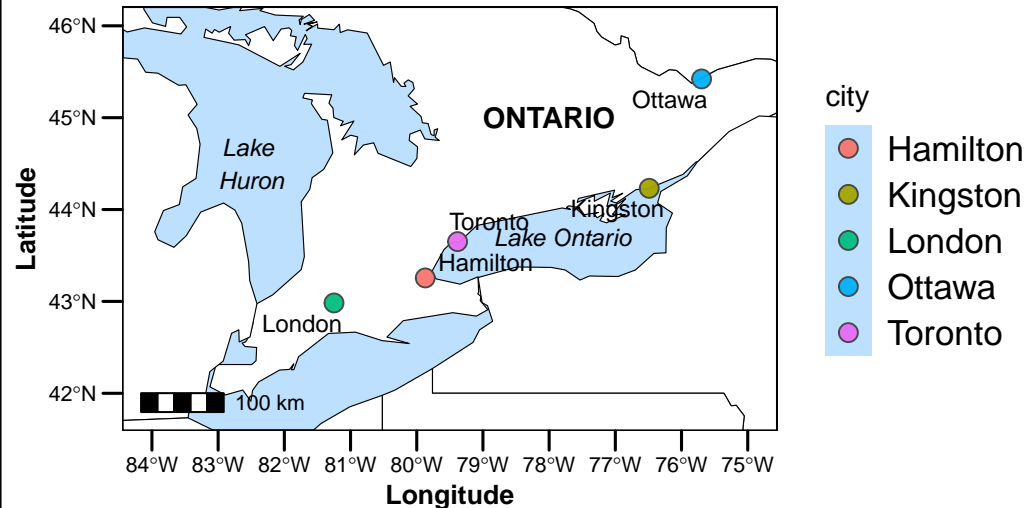 46°N
45°N
44°N
43°N
42°N
Latitude
84°W 83°W 82°W 81°W 80°W 79°W 78°W 77°W 76°W 75°W
Longitude
Lake
Huron
ONTARIO
Ottawa
Kingston
Toronto
Lake Ontario
Hamilton
London
100 km
city
Hamilton
Kingston
London
Ottawa
Toronto